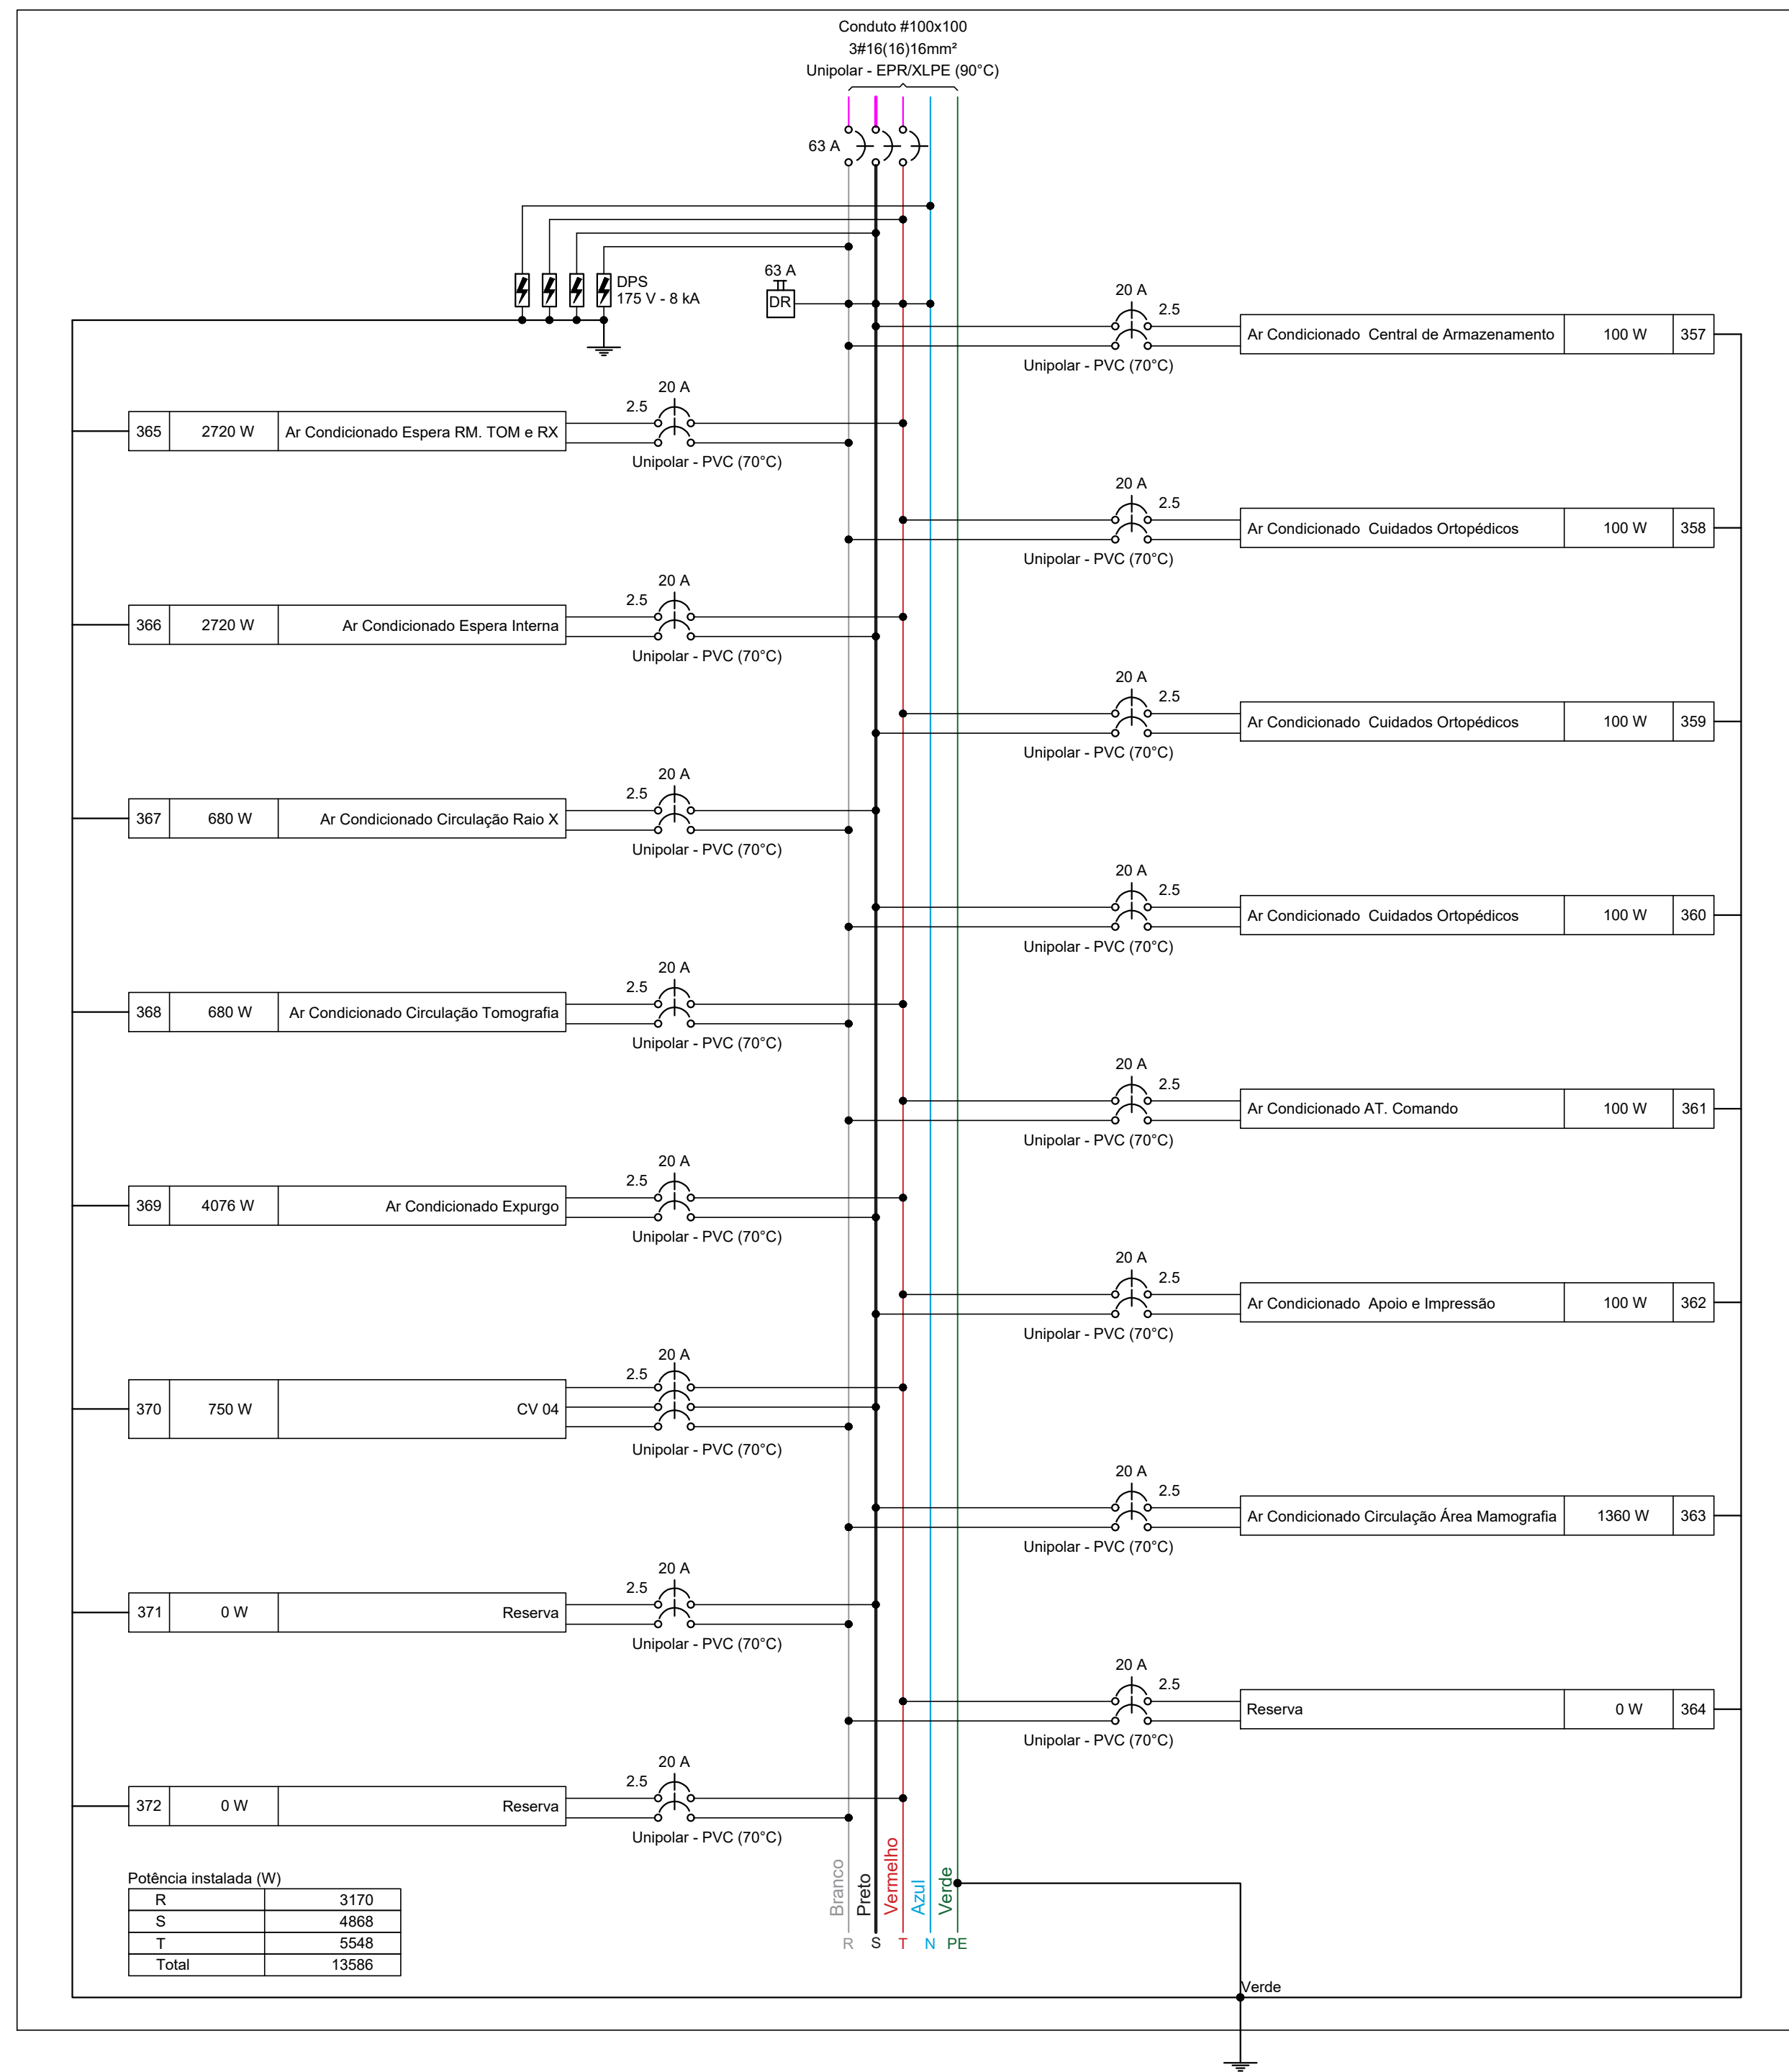 Conduto #100x100
3#16(16)16mm²
Unipolar - EPR/XLPE (90°C)
63 A
DPS
175 V - 8 kA
63 A
DR
20 A
2.5
Ar Condicionado  Central de Armazenamento 100 W 357
Unipolar - PVC (70°C)
20 A
2.5
365 2720 W Ar Condicionado Espera RM. TOM e RX
Unipolar - PVC (70°C)
20 A
2.5
Ar Condicionado  Cuidados Ortopédicos 100 W 358
Unipolar - PVC (70°C)
20 A
2.5
366 2720 W Ar Condicionado Espera Interna
Unipolar - PVC (70°C)
20 A
2.5
Ar Condicionado  Cuidados Ortopédicos 100 W 359
Unipolar - PVC (70°C)
20 A
2.5
367 680 W Ar Condicionado Circulação Raio X
Unipolar - PVC (70°C)
20 A
2.5
Ar Condicionado  Cuidados Ortopédicos 100 W 360
Unipolar - PVC (70°C)
20 A
2.5
368 680 W Ar Condicionado Circulação Tomografia
Unipolar - PVC (70°C)
20 A
2.5
Ar Condicionado AT. Comando 100 W 361
Unipolar - PVC (70°C)
20 A
2.5
369 4076 W Ar Condicionado Expurgo
Unipolar - PVC (70°C)
20 A
2.5
Ar Condicionado  Apoio e Impressão 100 W 362
Unipolar - PVC (70°C)
20 A
2.5
370 750 W CV 04
Unipolar - PVC (70°C)
20 A
2.5
Ar Condicionado Circulação Área Mamografia 1360 W 363
Unipolar - PVC (70°C)
20 A
2.5
371 0 W Reserva
Unipolar - PVC (70°C)
20 A
2.5
Reserva 0 W 364
Unipolar - PVC (70°C)
20 A
2.5
372 0 W Reserva
Unipolar - PVC (70°C)
Branco
Preto
Vermelho
Azul
Verde
R S T N PE
Potência instalada (W)
R 3170
S 4868
T 5548
Total 13586
Verde